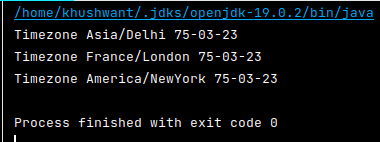 /home/khushwant/.jdks/openjdk-19.0.2/bin/java
Timezone Asia/Delhi 75-03-23
Timezone France/London 75-03-23
Timezone America/NewYork 75-03-23
Process finished with exit code 0